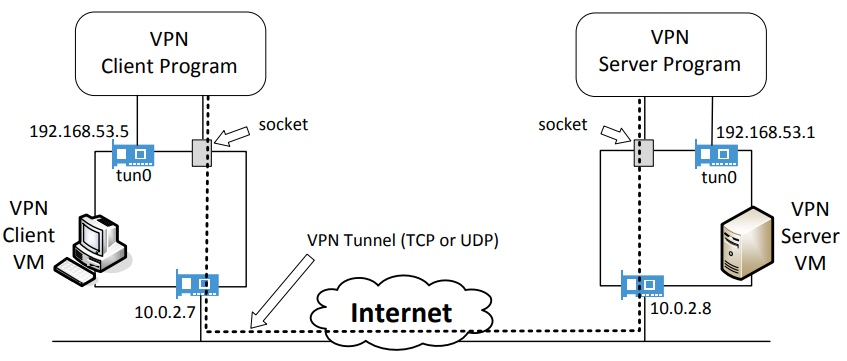 VPN
Client Program
VPN
Server Program
192.168.53.5
socket
socket
192.168.53.1
tun0
tun0
VPN
Client
VM
VPN Tunnel (TCP or UDP)
VPN
Server
VM
10.0.2.7
Internet
10.0.2.8